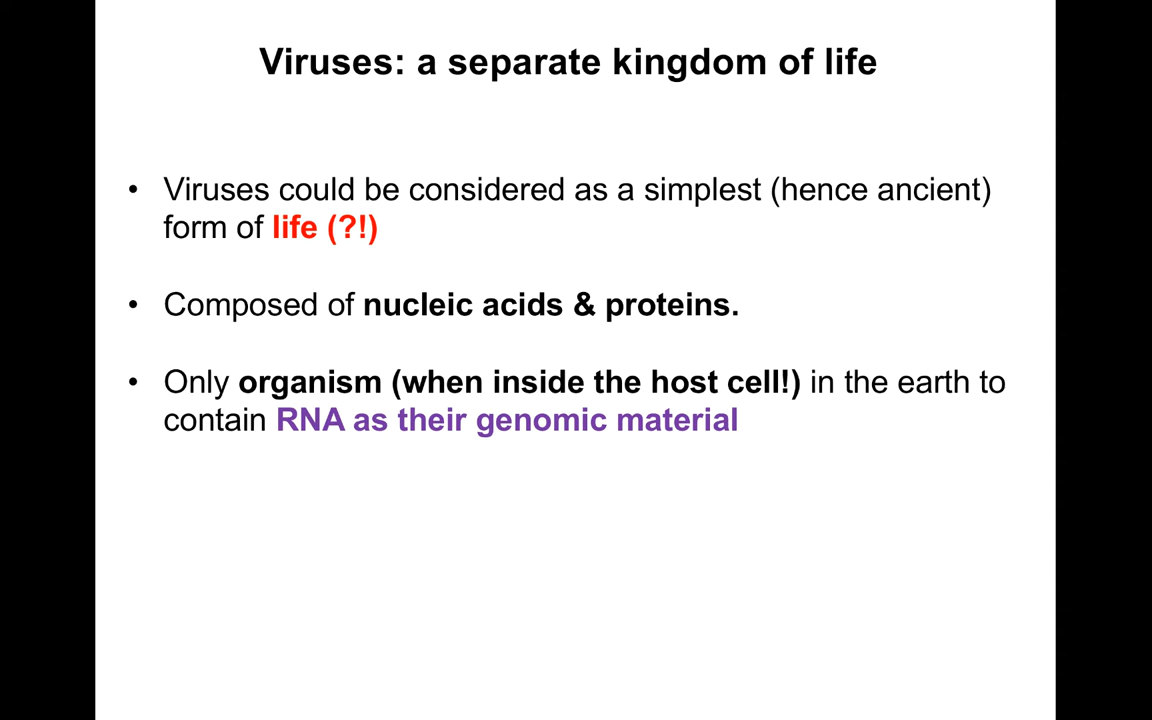 Viruses: a separate kingdom of life
• Viruses could be considered as a simplest (hence ancient)
form of life (?!)
• Composed of nucleic acids & proteins.
• Only organism (when inside the host cell!) in the earth to
contain RNA as their genomic material